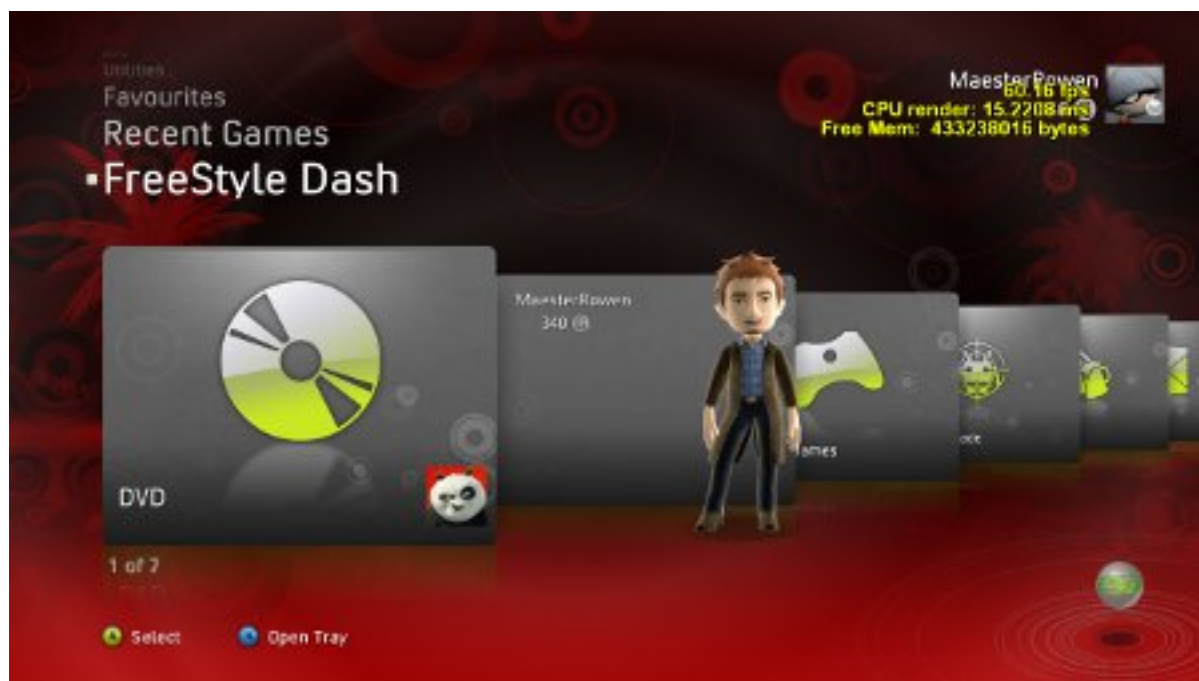 Utilities
Favourites
Recent Games
FreeStyle Dash
MaesterRowen
60.16 fps
CPU render: 15.2208 ms
Free Mem: 433238016 bytes
MaesterRowen
340 G
DVD
1 of 7
ames
ode
Select
Open Tray